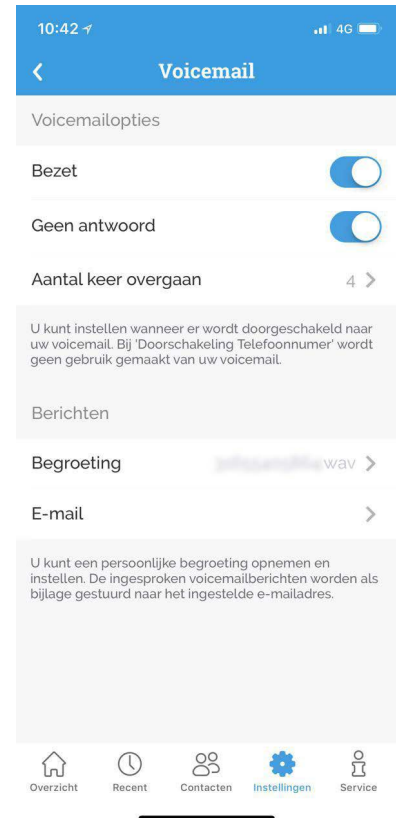 10:42 4G
Voicemail
Voicemailopties
Bezet
Geen antwoord
Aantal keer overgaan 4
U kunt instellen wanneer er wordt doorgeschakeld naar
uw voicemail. Bij 'Doorschakeling Telefoonnumer' wordt
geen gebruik gemaakt van uw voicemail.
Berichten
Begroeting wav
E-mail
U kunt een persoonlijke begroeting opnemen en
instellen. De ingesproken voicemailberichten worden als
bijlage gestuurd naar het ingestelde e-mailadres.
Overzicht Recent Contacten Instellingen Service